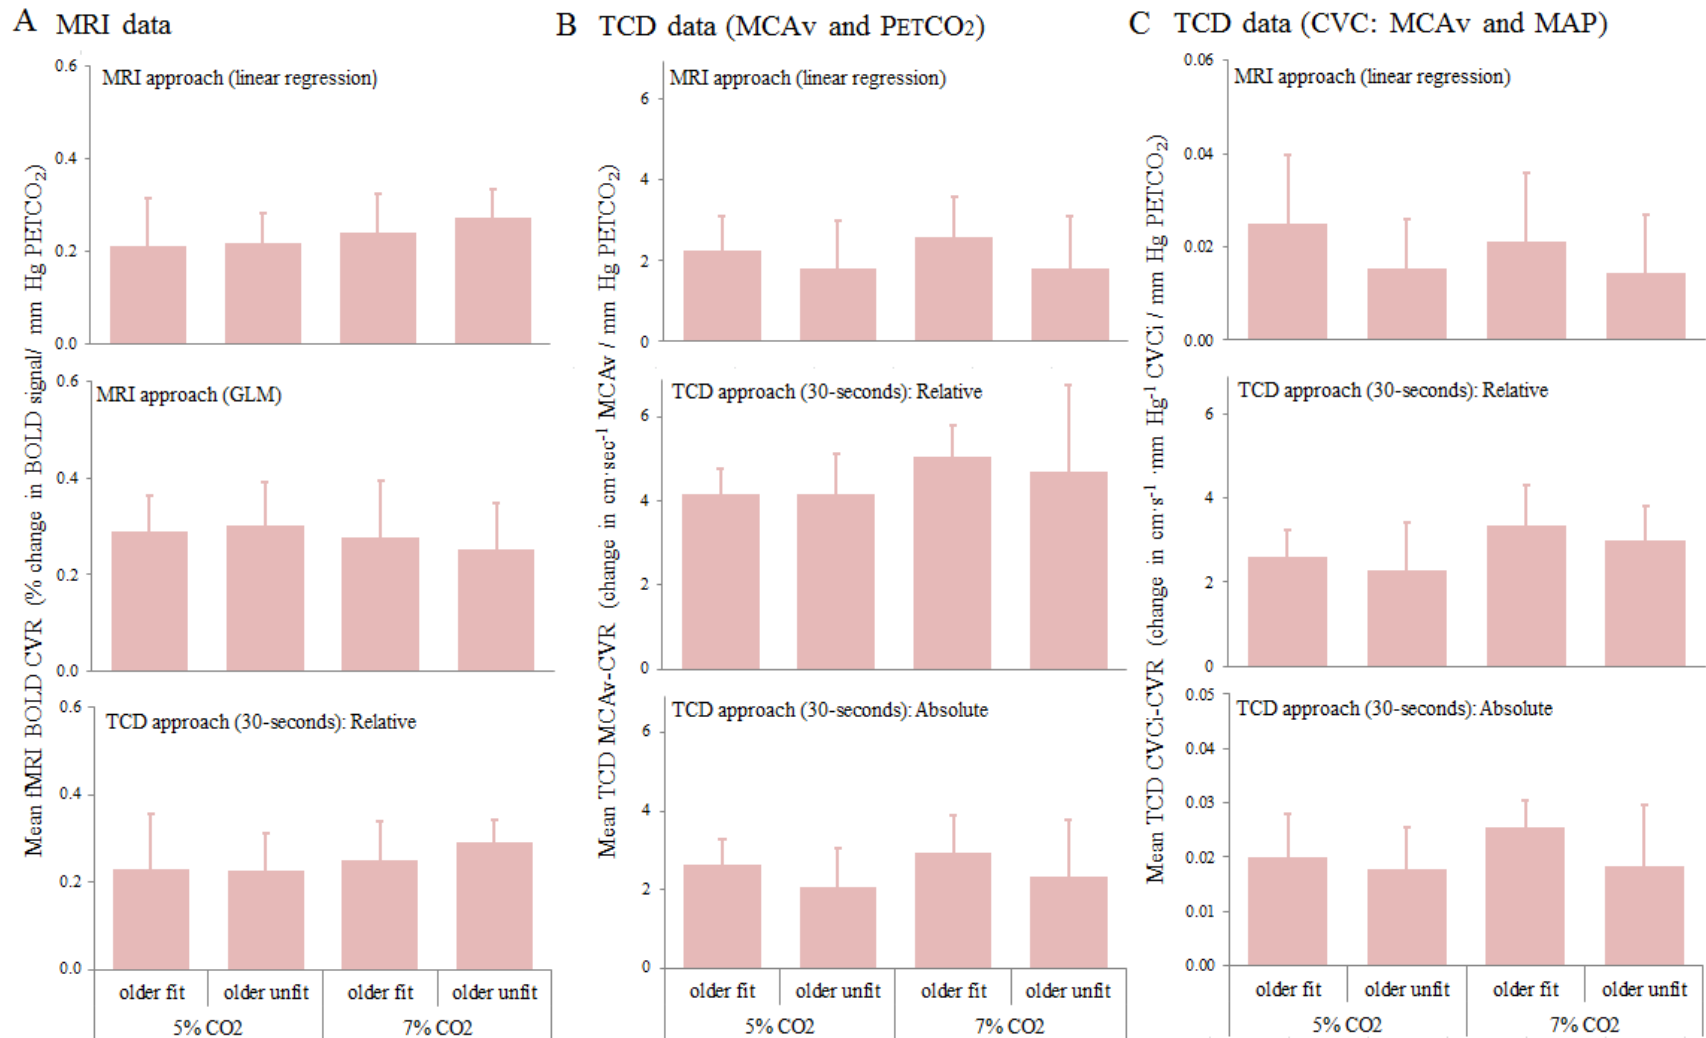 A MRI data
Mean fMRI BOLD CVR (% change in BOLD signal/ mm Hg PETCO2)
0.6
MRI approach (linear regression)
0.4
0.2
0.0
0.6
MRI approach (GLM)
0.4
0.2
0.0
0.6
TCD approach (30-seconds): Relative
0.4
0.2
0.0
older fit older unfit older fit older unfit
5% CO2 7% CO2
B TCD data (MCAv and PETCO2)
Mean TCD MCAv-CVR (change in cm·sec-1 MCAv / mm Hg PETCO2)
MRI approach (linear regression)
6
4
2
0
TCD approach (30-seconds): Relative
6
4
2
0
TCD approach (30-seconds): Absolute
6
4
2
0
older fit older unfit older fit older unfit
5% CO2 7% CO2
C TCD data (CVC: MCAv and MAP)
Mean TCD CVCi-CVR (change in cm·s-1 ·mm Hg-1 CVCi / mm Hg PETCO2)
0.06
MRI approach (linear regression)
0.04
0.02
0.00
TCD approach (30-seconds): Relative
6
4
2
0
0.05
TCD approach (30-seconds): Absolute
0.04
0.03
0.02
0.01
0.00
older fit older unfit older fit older unfit
5% CO2 7% CO2